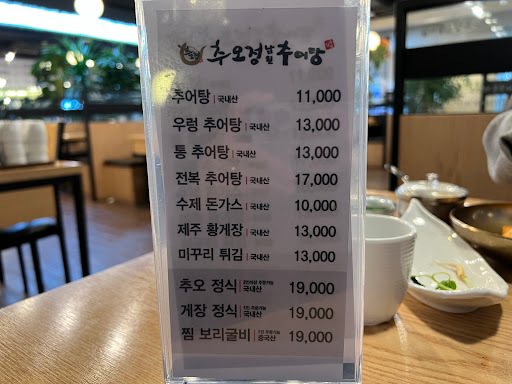 추오정 남원 추어탕
추어탕 | 국내산 11,000
우렁 추어탕 | 국내산 13,000
통 추어탕 | 국내산 13,000
전복 추어탕 | 국내산 17,000
수제 돈가스 | 국내산 10,000
제주 황게장 | 국내산 13,000
미꾸리 튀김 | 국내산 13,000
추오 정식 국내산 19,000
게장 정식 국내산 19,000
찜 보리굴비 중국산 19,000